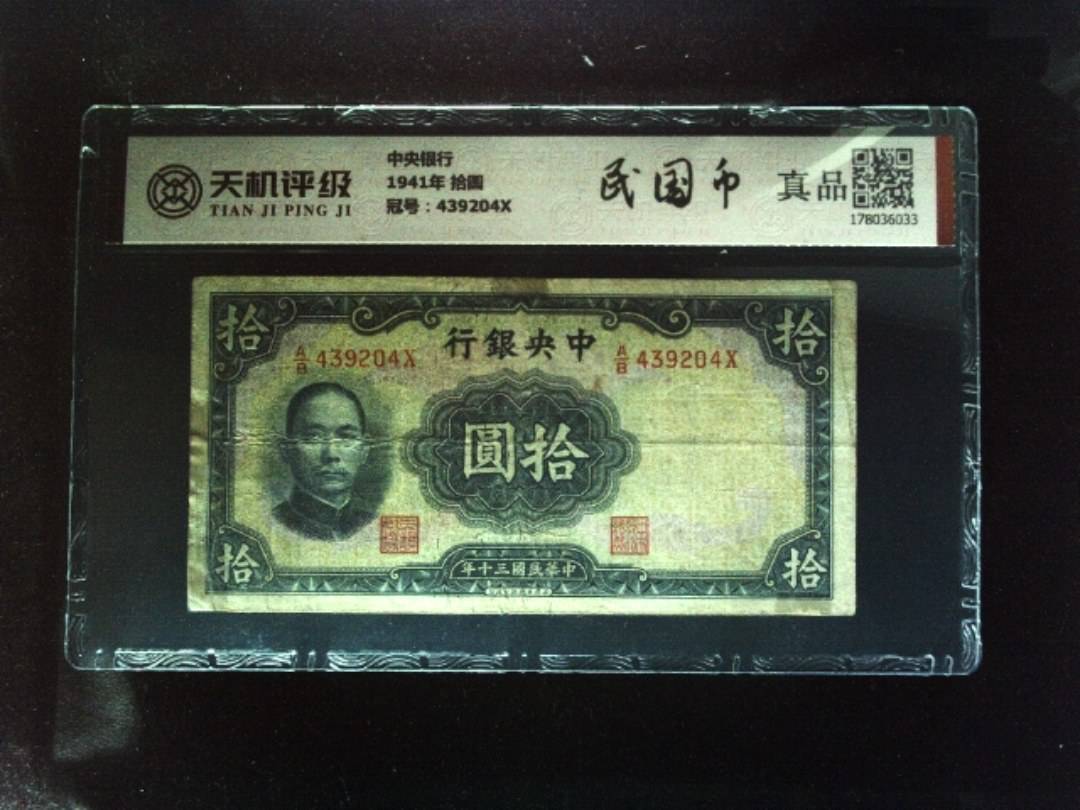 天机评级
TIAN JI PING JI
中央银行
1941年 拾圆
冠号：439204X
民国币
真品
178036033
拾
拾
行銀央中
A/B 439204X
A/B 439204X
圓拾
拾
拾
年十三國民華中